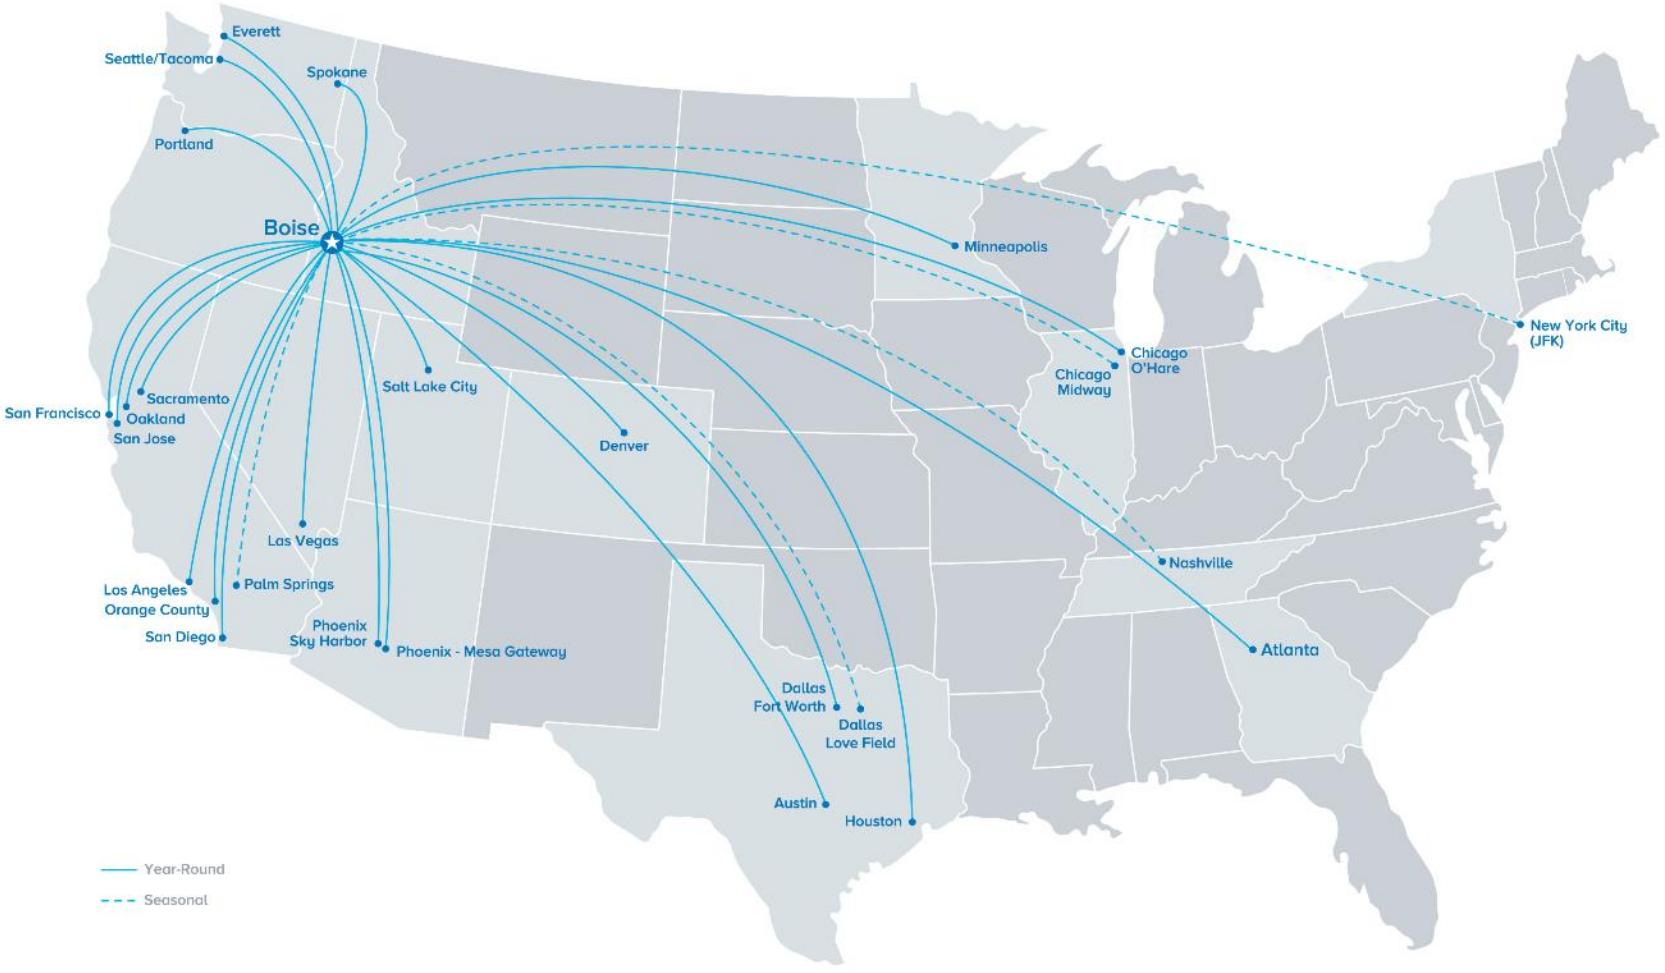 Everett
Seattle/Tacoma
Spokane
Portland
Boise
Minneapolis
New York City
(JFK)
Chicago
O'Hare
Chicago
Midway
Salt Lake City
Sacramento
San Francisco
Oakland
San Jose
Denver
Las Vegas
Nashville
Los Angeles
Palm Springs
Orange County
San Diego
Phoenix
Sky Harbor
Phoenix - Mesa Gateway
Atlanta
Dallas
Fort Worth
Dallas
Love Field
Austin
Houston
Year-Round
Seasonal